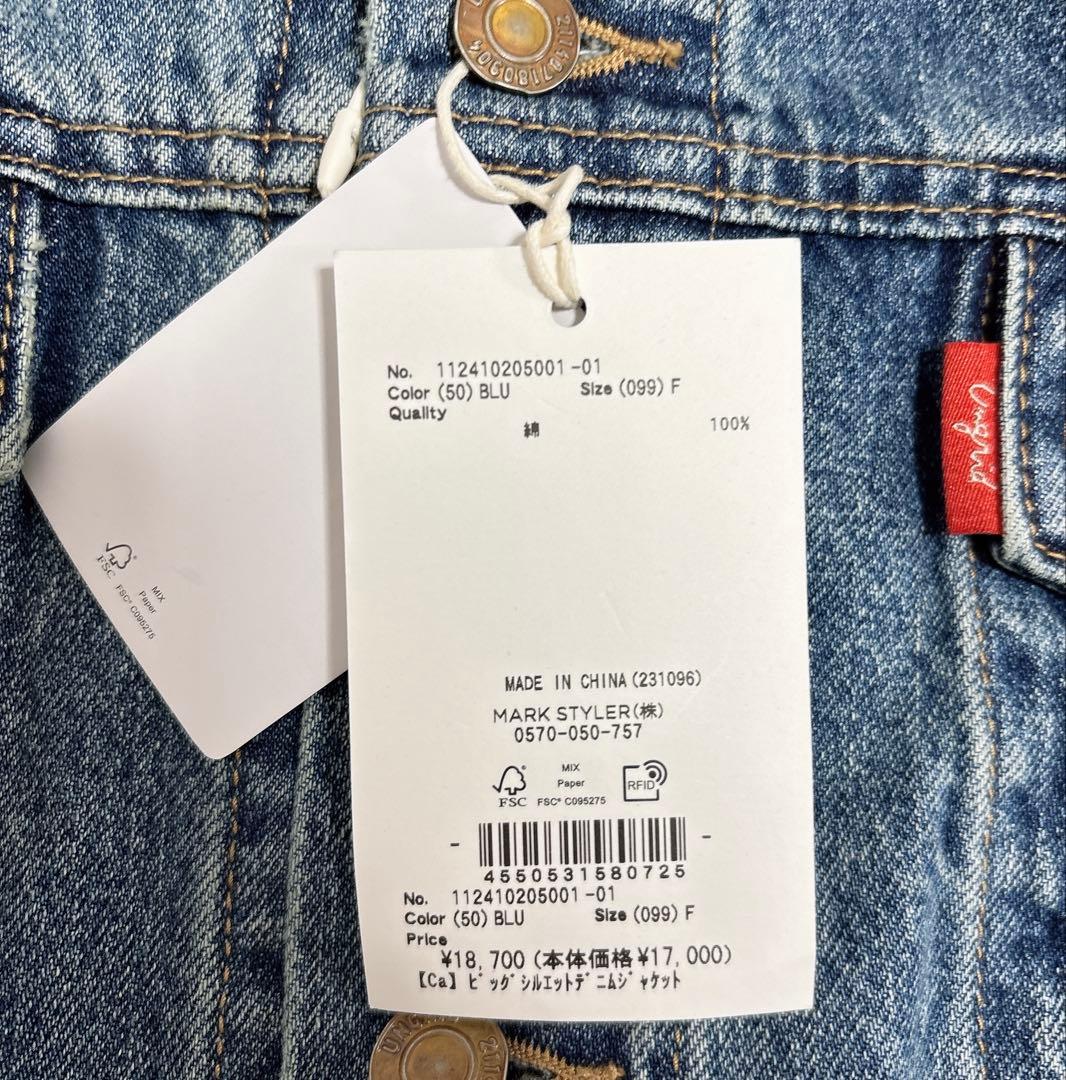 2114071180904
No. 112410205001-01
Color (50) BLU Size (099) F
Quality
綿 100%
Ungrid
FSC
MIX
Paper
FSC® C095275
MADE IN CHINA (231096)
MARK STYLER(株)
0570-050-757
FSC
MIX
Paper
FSC® C095275
RFID
4550531580725
No. 112410205001-01
Color (50) BLU Size (099) F
Price
¥18,700 (本体価格¥17,000)
【Ca】ﾋﾞｯｸﾞｼﾙｴｯﾄﾃﾞﾆﾑｼﾞｬｹｯﾄ